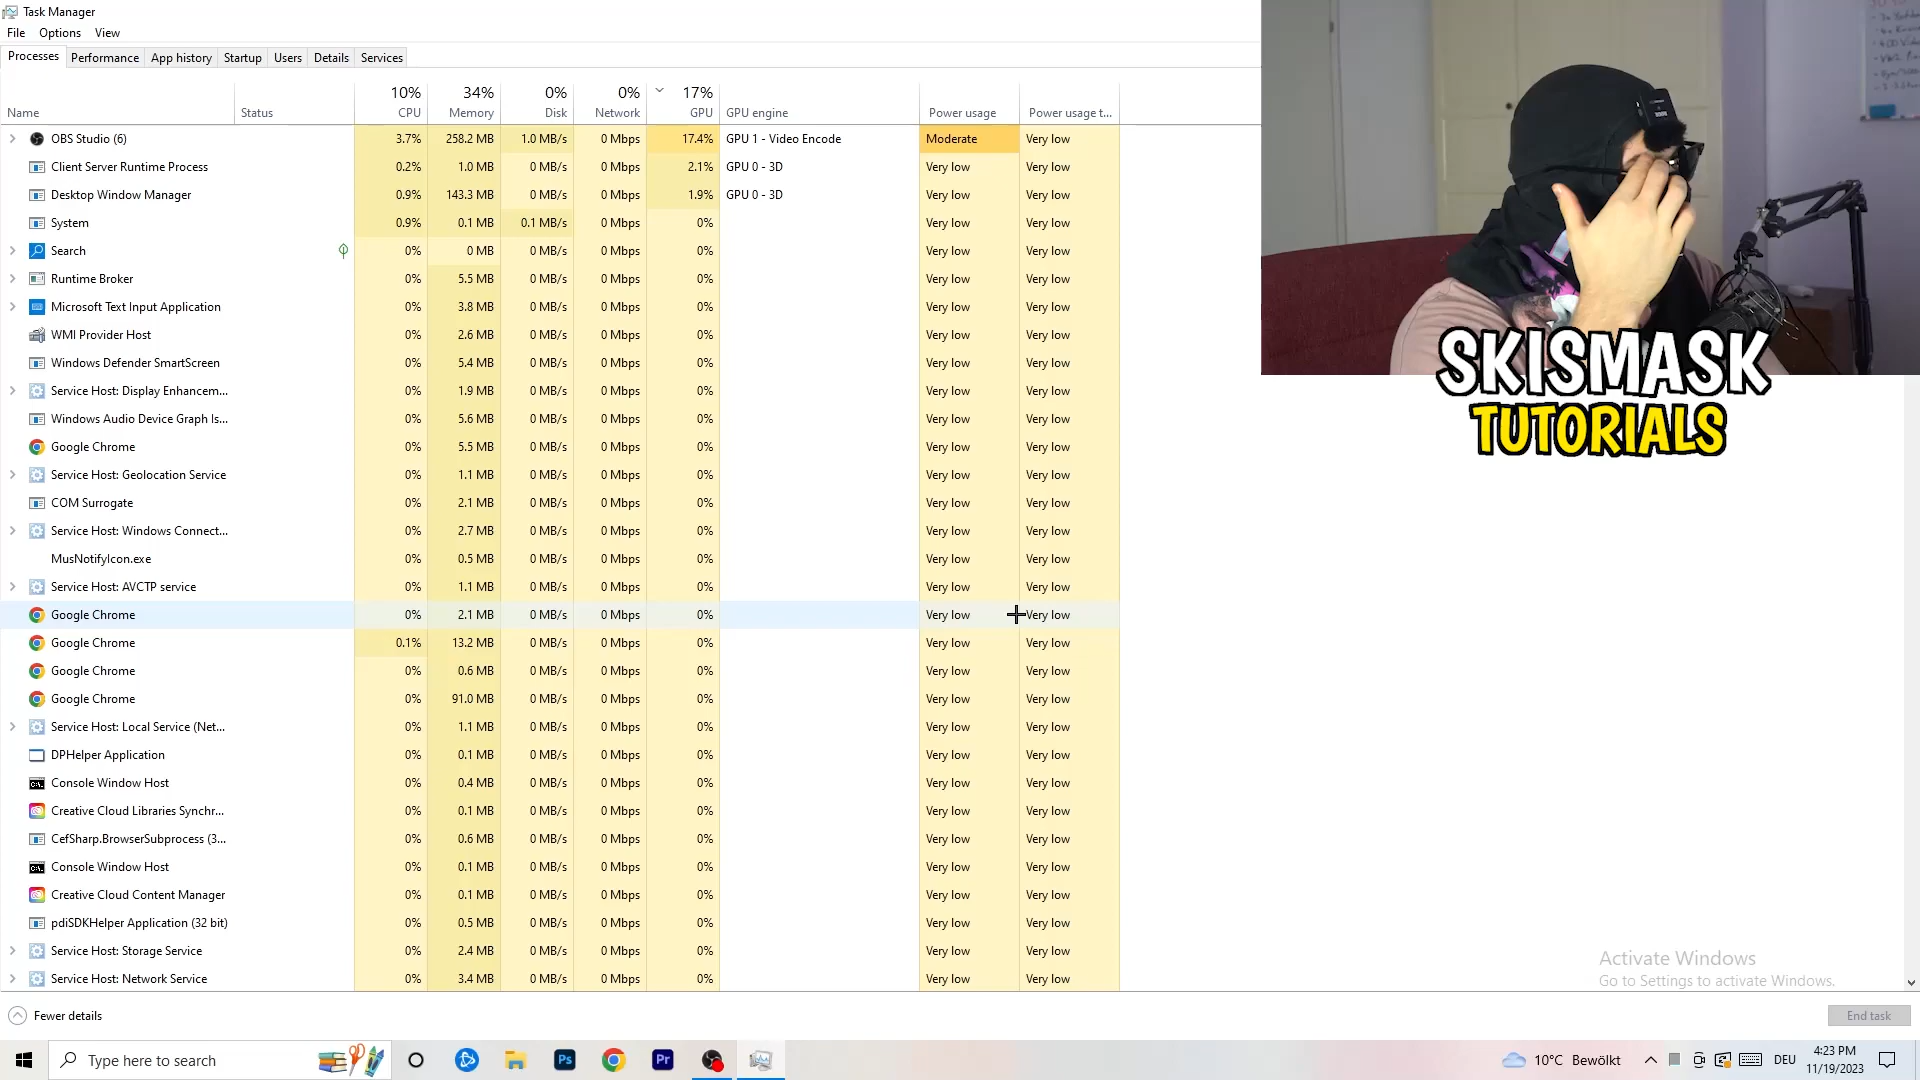 Task Manager
File Options View
Processes Performance App history Startup Users Details Services
10% 34% 0% 0% 17%
Name Status CPU Memory Disk Network GPU GPU engine Power usage Power usage t...
OBS Studio (6) 3.7% 258.2 MB 1.0 MB/s 0 Mbps 17.4% GPU 1 - Video Encode Moderate Very low
Client Server Runtime Process 0.2% 1.0 MB 0 MB/s 0 Mbps 2.1% GPU 0 - 3D Very low Very low
Desktop Window Manager 0.9% 143.3 MB 0 MB/s 0 Mbps 1.9% GPU 0 - 3D Very low Very low
System 0.9% 0.1 MB 0.1 MB/s 0 Mbps 0% Very low Very low
Search 0% 0 MB 0 MB/s 0 Mbps 0% Very low Very low
Runtime Broker 0% 5.5 MB 0 MB/s 0 Mbps 0% Very low Very low
Microsoft Text Input Application 0% 3.8 MB 0 MB/s 0 Mbps 0% Very low Very low
WMI Provider Host 0% 2.6 MB 0 MB/s 0 Mbps 0% Very low Very low
Windows Defender SmartScreen 0% 5.4 MB 0 MB/s 0 Mbps 0% Very low Very low
Service Host: Display Enhancem... 0% 1.9 MB 0 MB/s 0 Mbps 0% Very low Very low
Windows Audio Device Graph Is... 0% 5.6 MB 0 MB/s 0 Mbps 0% Very low Very low
Google Chrome 0% 5.5 MB 0 MB/s 0 Mbps 0% Very low Very low
Service Host: Geolocation Service 0% 1.1 MB 0 MB/s 0 Mbps 0% Very low Very low
COM Surrogate 0% 2.1 MB 0 MB/s 0 Mbps 0% Very low Very low
Service Host: Windows Connect... 0% 2.7 MB 0 MB/s 0 Mbps 0% Very low Very low
MusNotifyIcon.exe 0% 0.5 MB 0 MB/s 0 Mbps 0% Very low Very low
Service Host: AVCTP service 0% 1.1 MB 0 MB/s 0 Mbps 0% Very low Very low
Google Chrome 0% 2.1 MB 0 MB/s 0 Mbps 0% Very low Very low
Google Chrome 0.1% 13.2 MB 0 MB/s 0 Mbps 0% Very low Very low
Google Chrome 0% 0.6 MB 0 MB/s 0 Mbps 0% Very low Very low
Google Chrome 0% 91.0 MB 0 MB/s 0 Mbps 0% Very low Very low
Service Host: Local Service (Net... 0% 1.1 MB 0 MB/s 0 Mbps 0% Very low Very low
DPHelper Application 0% 0.1 MB 0 MB/s 0 Mbps 0% Very low Very low
Console Window Host 0% 0.4 MB 0 MB/s 0 Mbps 0% Very low Very low
Creative Cloud Libraries Synchr... 0% 0.1 MB 0 MB/s 0 Mbps 0% Very low Very low
CefSharp.BrowserSubprocess (3... 0% 0.6 MB 0 MB/s 0 Mbps 0% Very low Very low
Console Window Host 0% 0.1 MB 0 MB/s 0 Mbps 0% Very low Very low
Creative Cloud Content Manager 0% 0.1 MB 0 MB/s 0 Mbps 0% Very low Very low
pdiSDKHelper Application (32 bit) 0% 0.5 MB 0 MB/s 0 Mbps 0% Very low Very low
Service Host: Storage Service 0% 2.4 MB 0 MB/s 0 Mbps 0% Very low Very low
Service Host: Network Service 0% 3.4 MB 0 MB/s 0 Mbps 0% Very low Very low
SKISMASK
TUTORIALS
Activate Windows
Go to Settings to activate Windows.
Fewer details
End task
Type here to search
Ps
Pr
10°C Bewölkt
DEU
4:23 PM
11/19/2023